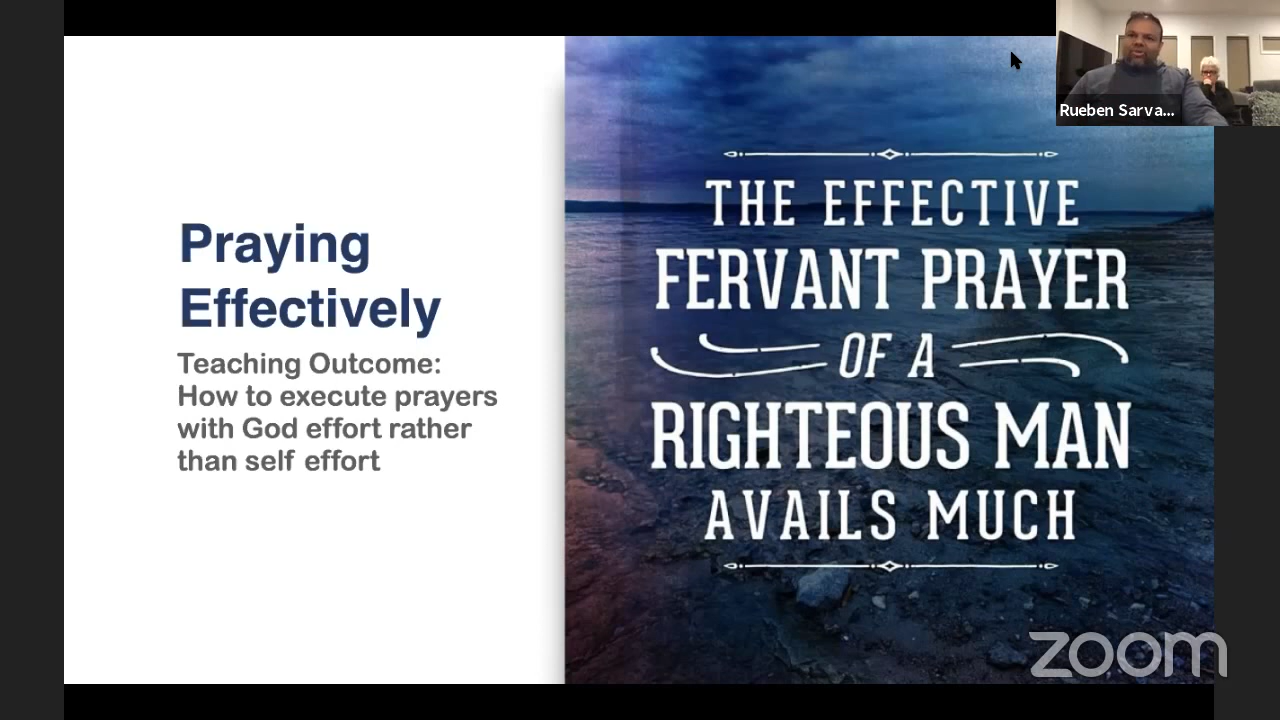 Praying
Effectively
Teaching Outcome:
How to execute prayers
with God effort rather
than self effort
THE EFFECTIVE
FERVANT PRAYER
OF A
RIGHTEOUS MAN
AVAILS MUCH
Rueben Sarva...
zoom